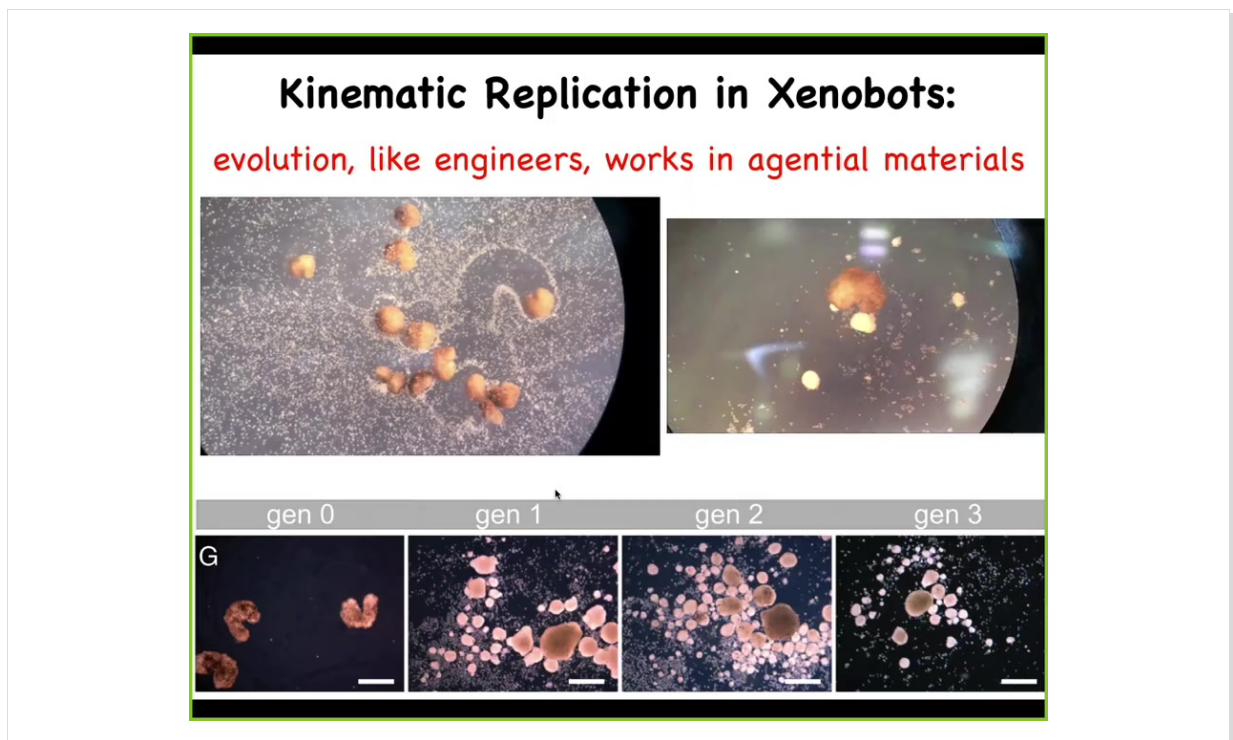 Kinematic Replication in Xenobots:
evolution, like engineers, works in agential materials
gen 0 gen 1 gen 2 gen 3
G